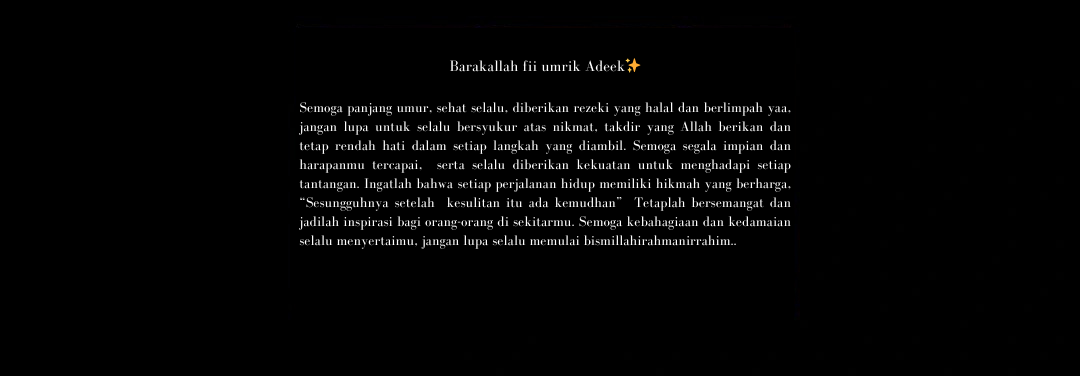 Barakallah fii umrik Adeek✨
Semoga panjang umur, sehat selalu, diberikan rezeki yang halal dan berlimpah yaa,
jangan lupa untuk selalu bersyukur atas nikmat, takdir yang Allah berikan dan
tetap rendah hati dalam setiap langkah yang diambil. Semoga segala impian dan
harapanmu tercapai,  serta selalu diberikan kekuatan untuk menghadapi setiap
tantangan. Ingatlah bahwa setiap perjalanan hidup memiliki hikmah yang berharga,
“Sesungguhnya setelah  kesulitan itu ada kemudhan”  Tetaplah bersemangat dan
jadilah inspirasi bagi orang-orang di sekitarmu. Semoga kebahagiaan dan kedamaian
selalu menyertaimu, jangan lupa selalu memulai bismillahirahmanirrahim..